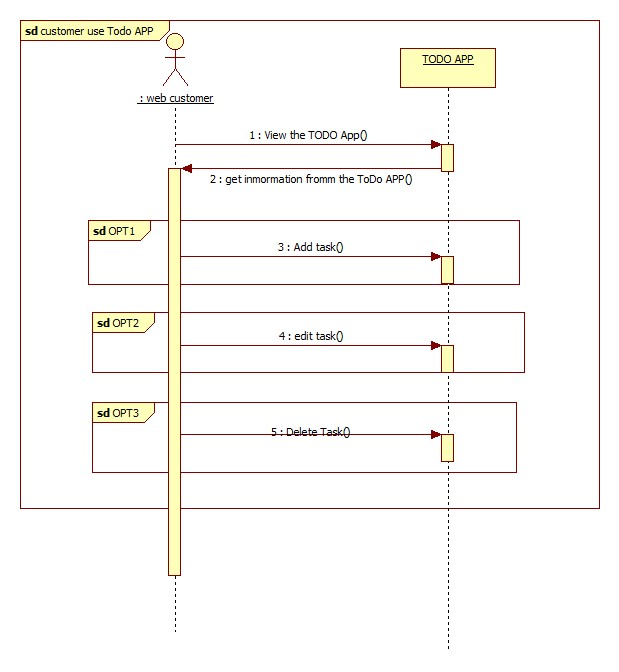 sd customer use Todo APP
TODO APP
: web customer
1 : View the TODO App()
2 : get inmormation fromm the ToDo APP()
sd OPT1
3 : Add task()
sd OPT2
4 : edit task()
sd OPT3
5 : Delete Task()